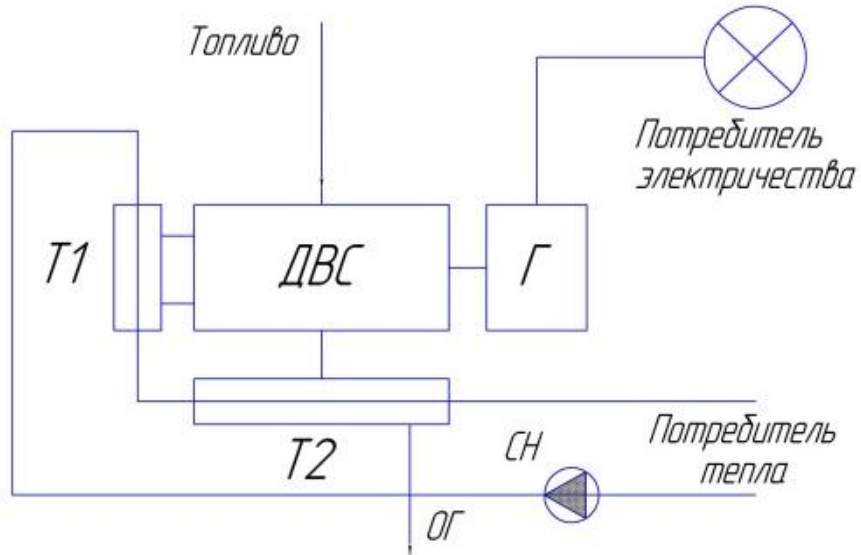 Топливо
Потребитель
электричества
Т1
ДВС
Г
Т2
СН
Потребитель
тепла
ОГ